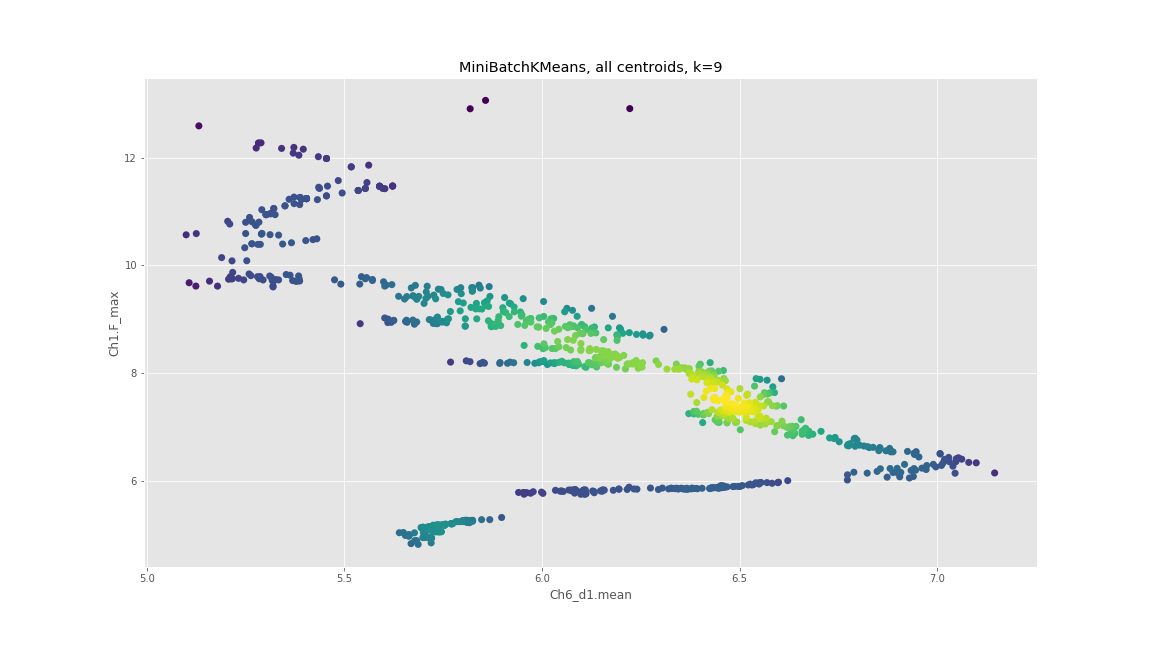 MiniBatchKMeans, all centroids, k=9
12
10
8
6
Ch1.F_max
5.0 5.5 6.0 6.5 7.0
Ch6_d1.mean